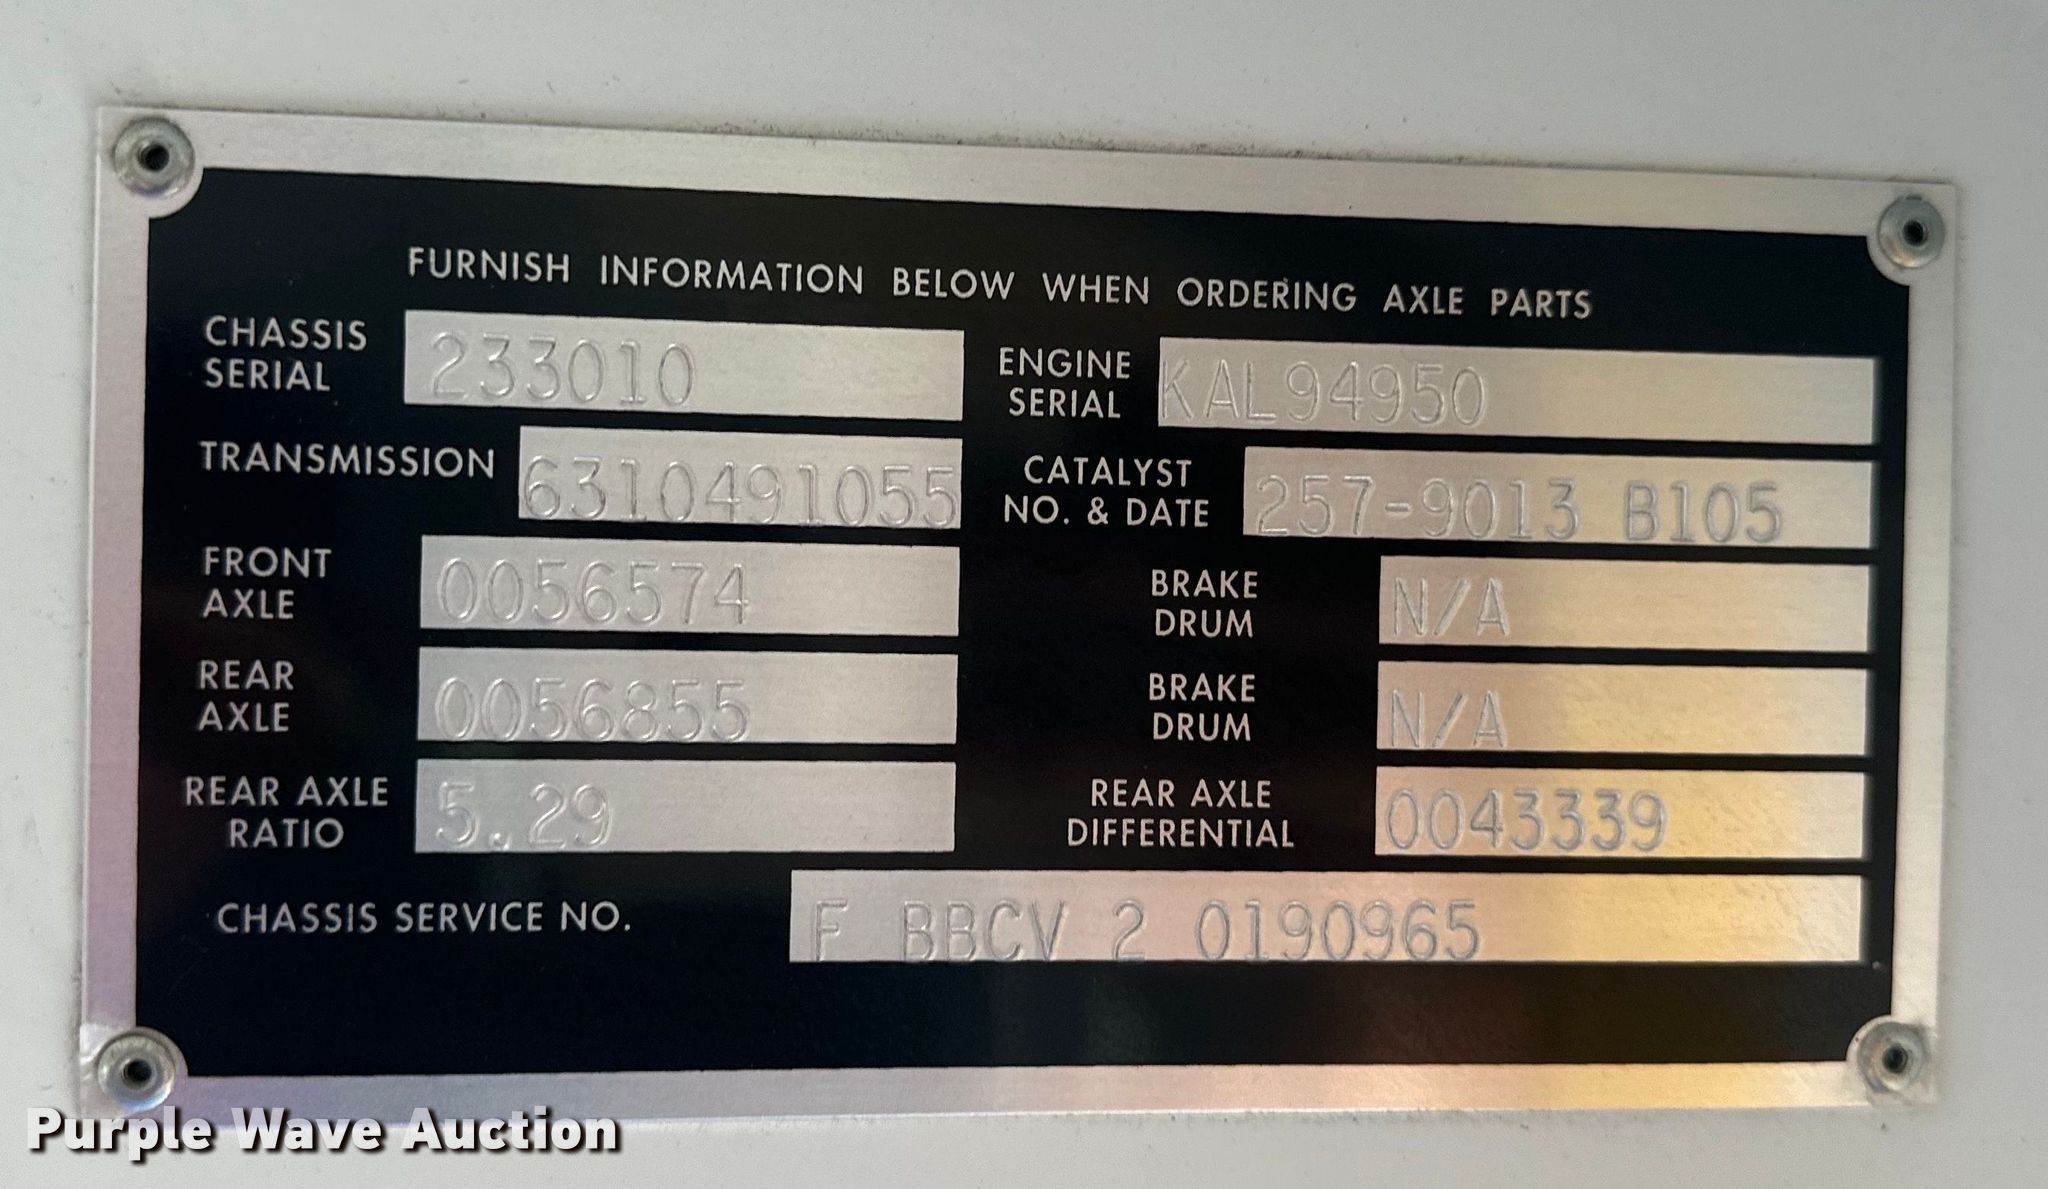 FURNISH INFORMATION BELOW WHEN ORDERING AXLE PARTS
CHASSIS SERIAL 233010
ENGINE SERIAL KAL94950
TRANSMISSION 6310491055
CATALYST NO. & DATE 257-9013 B105
FRONT AXLE 0056574
BRAKE DRUM N/A
REAR AXLE 0056855
BRAKE DRUM N/A
REAR AXLE RATIO 5.29
REAR AXLE DIFFERENTIAL 0043339
CHASSIS SERVICE NO. F BBCV 2 0190965
Purple Wave Auction